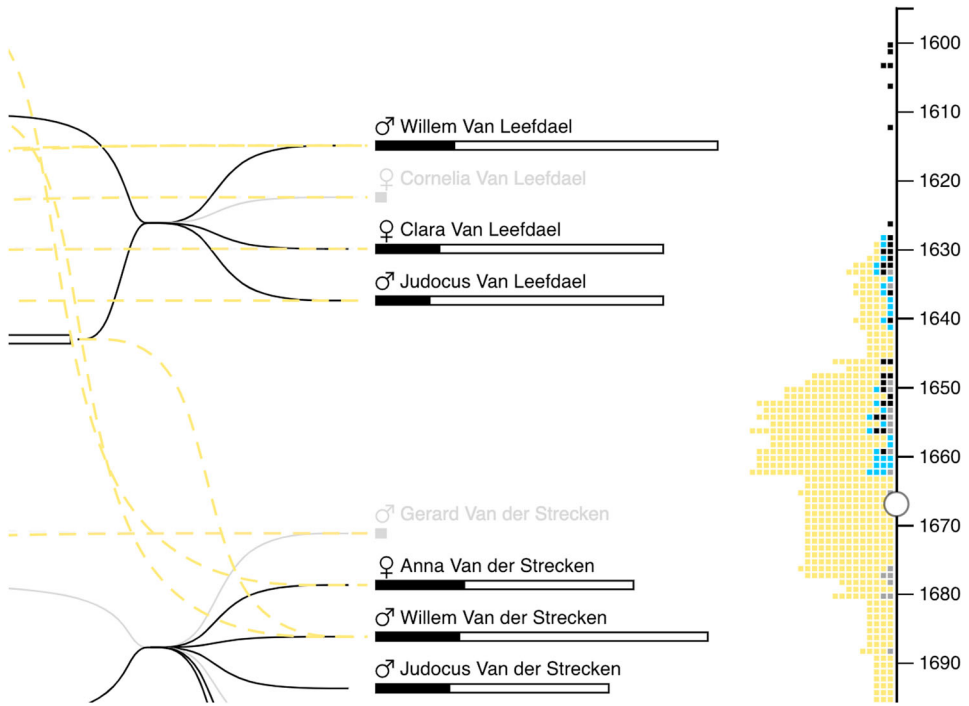 ♂ Willem Van Leefdael
♀ Cornelia Van Leefdael
♀ Clara Van Leefdael
♂ Judocus Van Leefdael
♂ Gerard Van der Strecken
♀ Anna Van der Strecken
♂ Willem Van der Strecken
♂ Judocus Van der Strecken
1600
1610
1620
1630
1640
1650
1660
1670
1680
1690